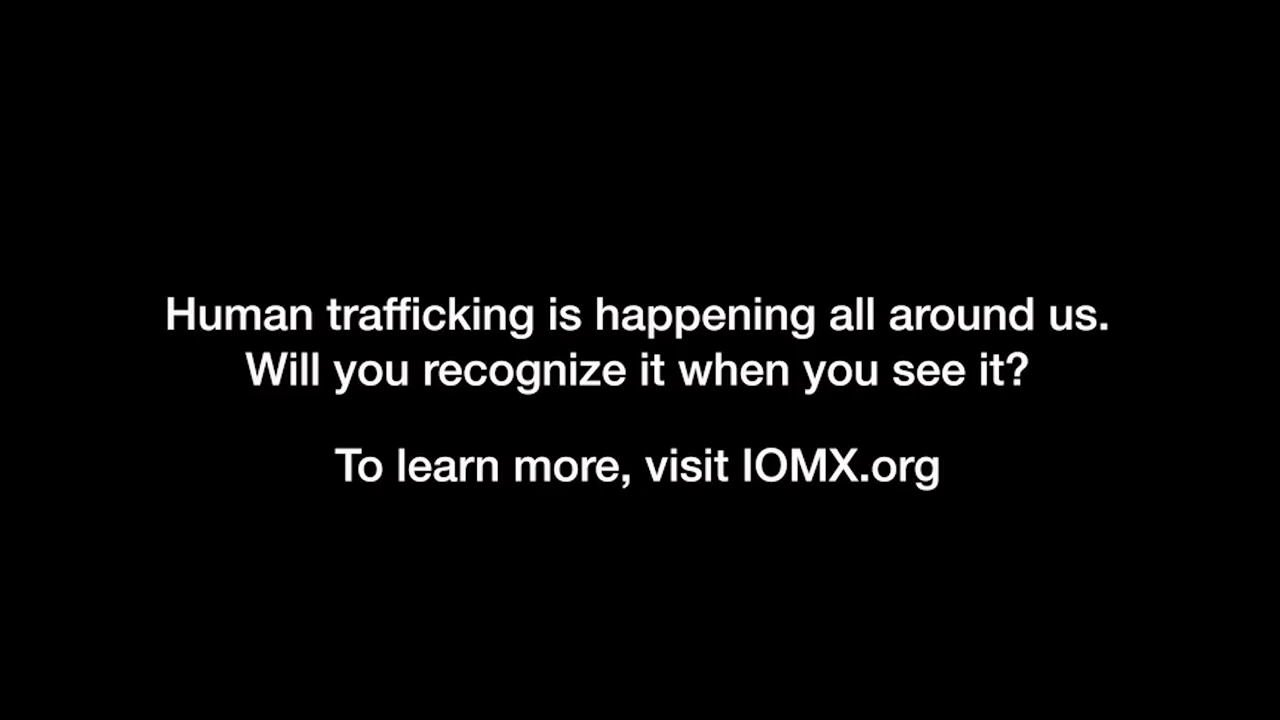 Human trafficking is happening all around us.
Will you recognize it when you see it?
To learn more, visit IOMX.org